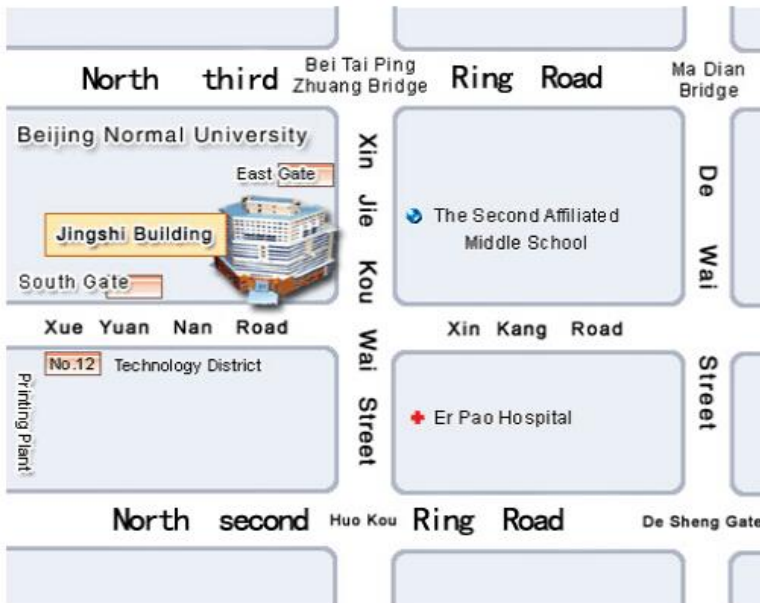 North third Bei Tai Ping Zhuang Bridge Ring Road Ma Dian Bridge
Beijing Normal University
East Gate
Jingshi Building
South Gate
Xin Jie Kou Wai Street
The Second Affiliated
Middle School
De Wai Street
Xue Yuan Nan Road
Xin Kang Road
No.12 Technology District
Printing Plant
Er Pao Hospital
North second Huo Kou Ring Road De Sheng Gate